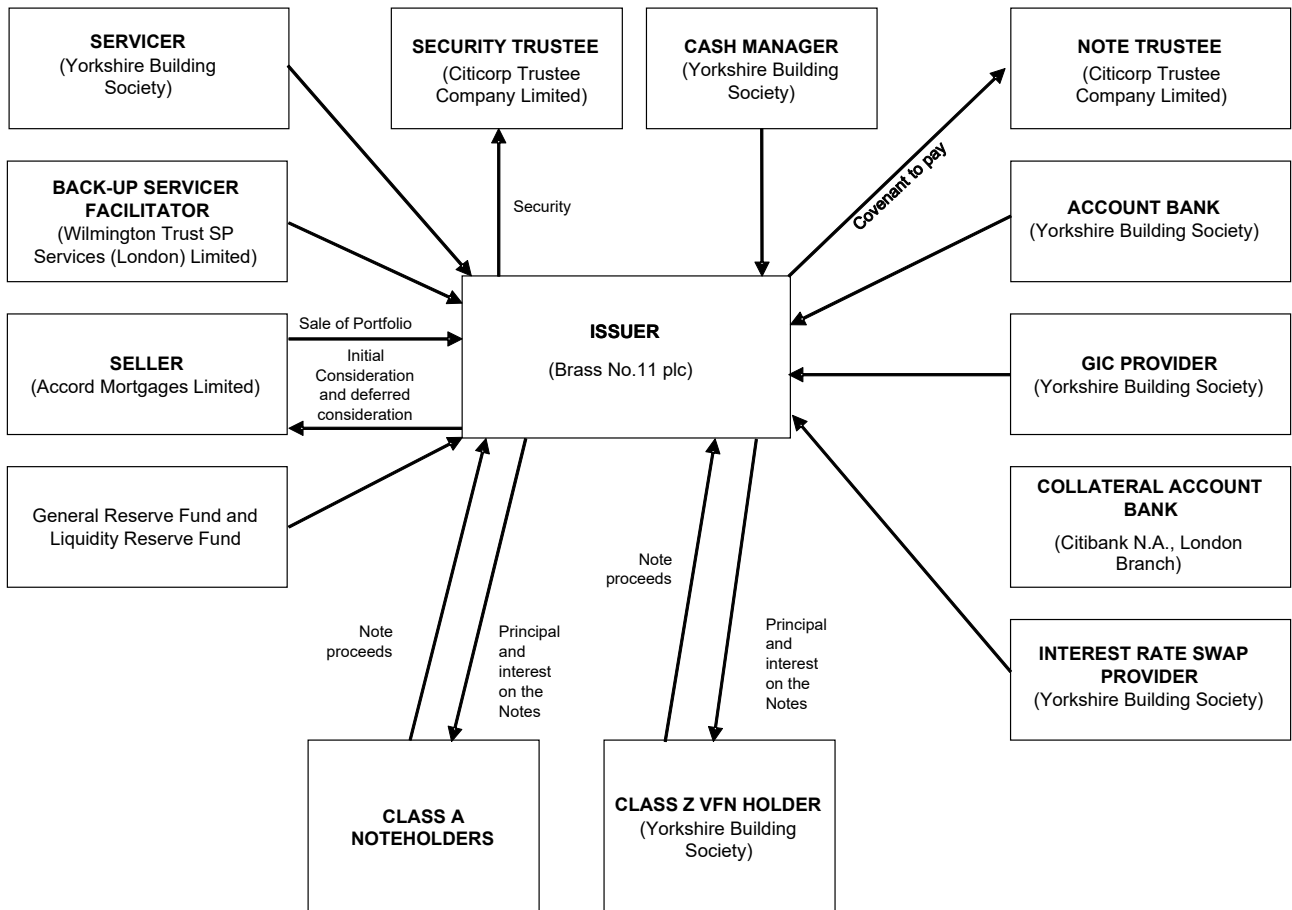 SERVICER
(Yorkshire Building
Society)
SECURITY TRUSTEE
(Citicorp Trustee
Company Limited)
CASH MANAGER
(Yorkshire Building
Society)
NOTE TRUSTEE
(Citicorp Trustee
Company Limited)
BACK-UP SERVICER
FACILITATOR
(Wilmington Trust SP
Services (London) Limited)
Security
Covenant to pay
ACCOUNT BANK
(Yorkshire Building Society)
SELLER
(Accord Mortgages Limited)
Sale of Portfolio
Initial
Consideration
and deferred
consideration
ISSUER
(Brass No.11 plc)
GIC PROVIDER
(Yorkshire Building Society)
General Reserve Fund and
Liquidity Reserve Fund
COLLATERAL ACCOUNT
BANK
(Citibank N.A., London
Branch)
Note
proceeds
Principal
and
interest
on the
Notes
Note
proceeds
Principal
and
interest
on the
Notes
INTEREST RATE SWAP
PROVIDER
(Yorkshire Building Society)
CLASS A
NOTEHOLDERS
CLASS Z VFN HOLDER
(Yorkshire Building
Society)